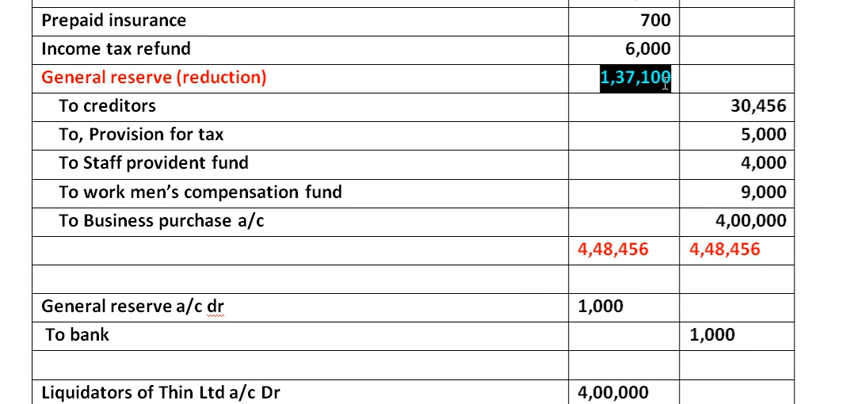 Prepaid insurance 700
Income tax refund 6,000
General reserve (reduction) 1,37,100
To creditors 30,456
To, Provision for tax 5,000
To Staff provident fund 4,000
To work men’s compensation fund 9,000
To Business purchase a/c 4,00,000
4,48,456 4,48,456
General reserve a/c dr 1,000
To bank 1,000
Liquidators of Thin Ltd a/c Dr 4,00,000